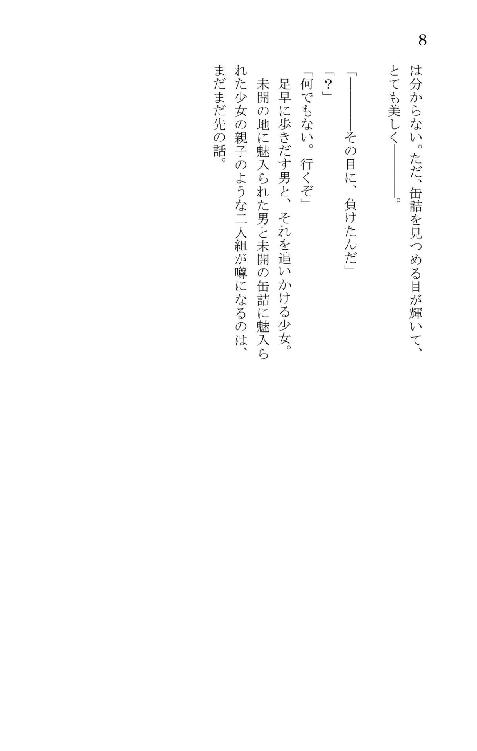 8
は分からない。ただ、缶詰を見つめる目が輝いて、
とても美しく――――。
「――――その目に、負けたんだ」
「？」
「何でもない。行くぞ」
足早に歩きだす男と、それを追いかける少女。
未開の地に魅入られた男と未開の缶詰に魅入ら
れた少女の親子のような二人組が噂になるのは、
まだまだ先の話。